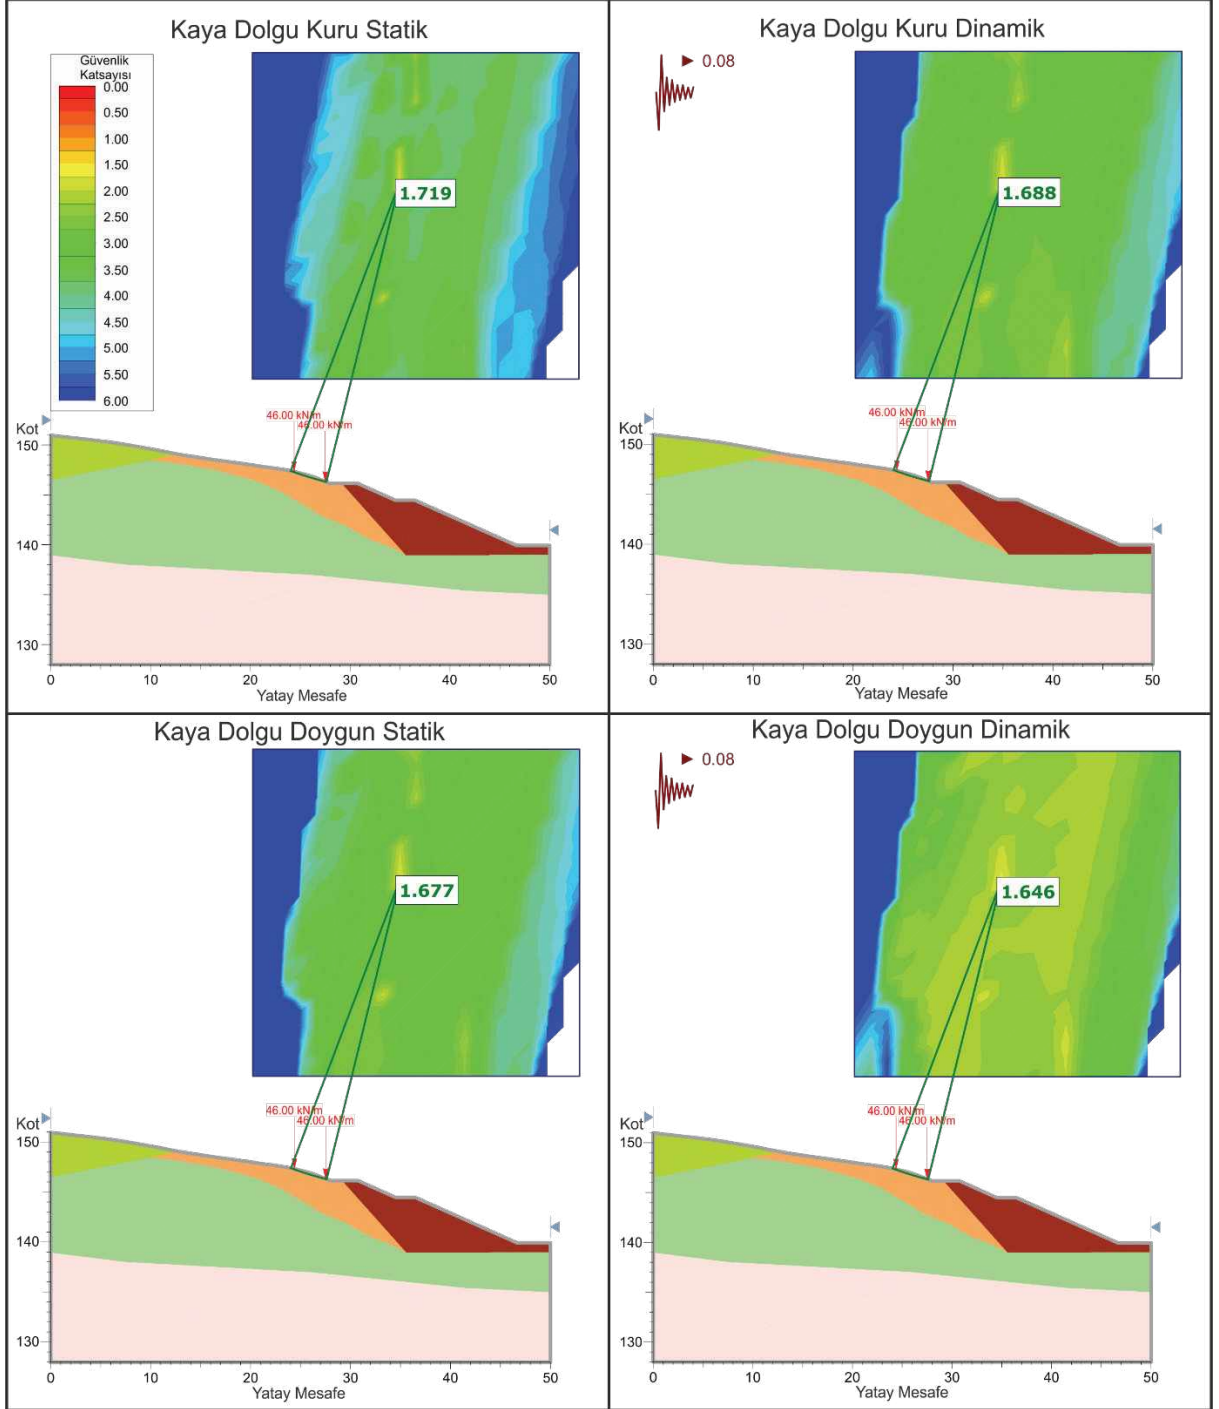 Kaya Dolgu Kuru Statik
Güvenlik
Katsayısı
0.00
0.50
1.00
1.50
2.00
2.50
3.00
3.50
4.00
4.50
5.00
5.50
6.00
1.719
46.00 kN/m
46.00 kN/m
Kot
150
140
130
0 10 20 30 40 50
Yatay Mesafe
Kaya Dolgu Kuru Dinamik
0.08
1.688
46.00 kN/m
46.00 kN/m
Kot
150
140
130
0 10 20 30 40 50
Yatay Mesafe
Kaya Dolgu Doygun Statik
1.677
46.00 kN/m
46.00 kN/m
Kot
150
140
130
0 10 20 30 40 50
Yatay Mesafe
Kaya Dolgu Doygun Dinamik
0.08
1.646
46.00 kN/m
46.00 kN/m
Kot
150
140
130
0 10 20 30 40 50
Yatay Mesafe